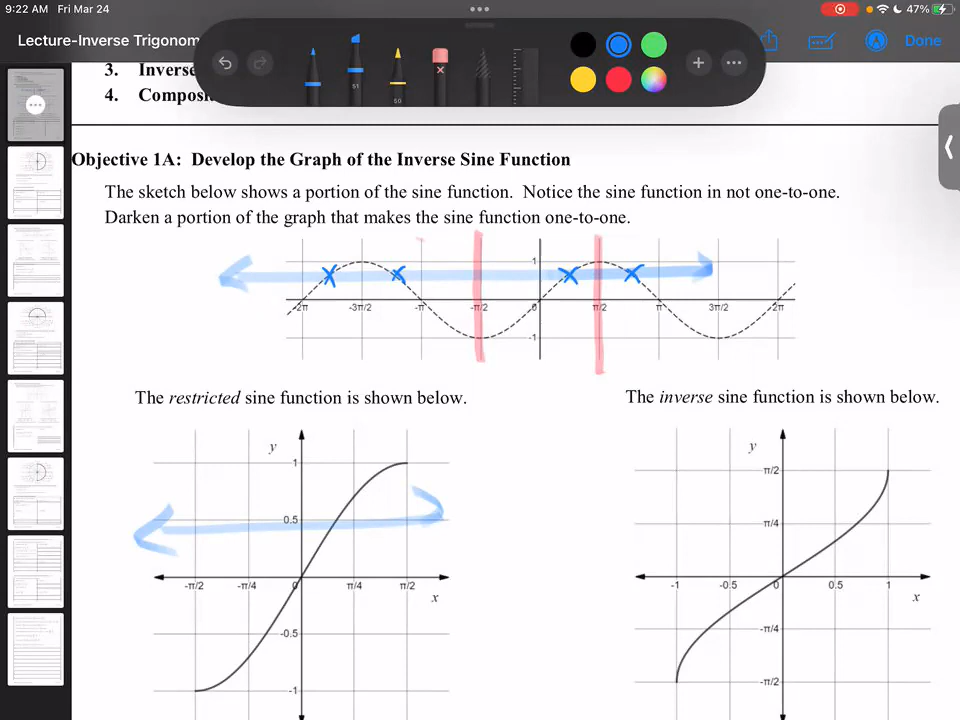 9:22 AM Fri Mar 24
47%
Lecture-Inverse Trigonom
Done
51
50
3. Inverse
4.
Objective 1A: Develop the Graph of the Inverse Sine Function
The sketch below shows a portion of the sine function. Notice the sine function in not one-to-one.
Darken a portion of the graph that makes the sine function one-to-one.
1
-2π -3π/2 -π -π/2 0 π/2 π 3π/2 2π
-1
The restricted sine function is shown below.
The inverse sine function is shown below.
y
1
0.5
-π/2 -π/4 0 π/4 π/2
x
-0.5
-1
y
π/2
π/4
-1 -0.5 0 0.5 1
x
-π/4
-π/2